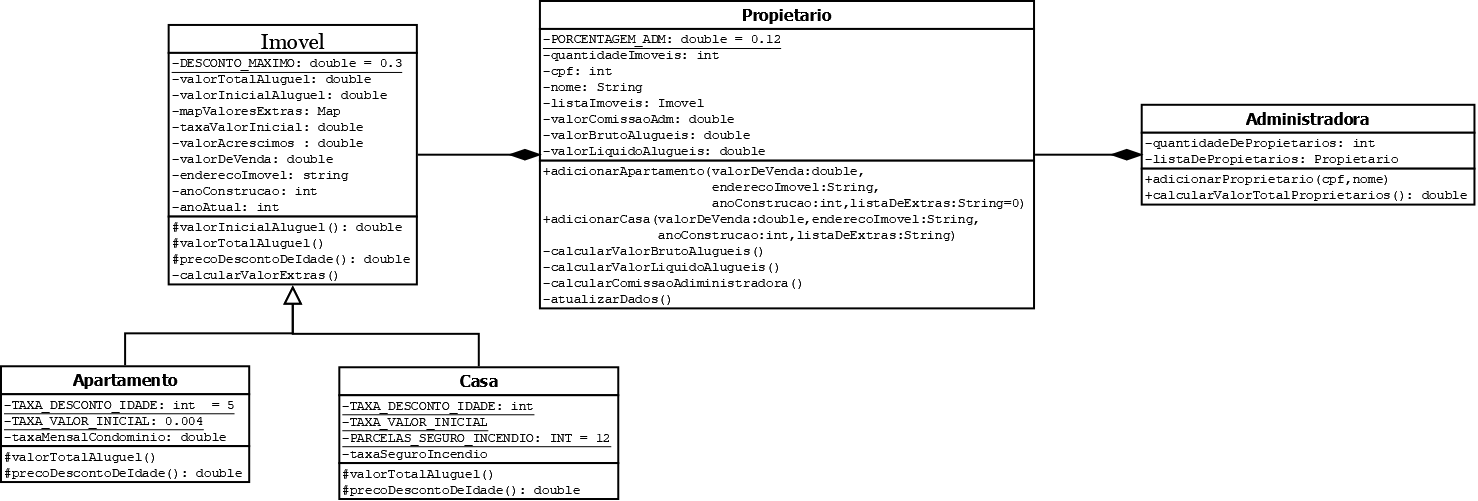 Imovel
-DESCONTO_MAXIMO: double = 0.3
-valorTotalAluguel: double
-valorInicialAluguel: double
-mapValoresExtras: Map
-taxaValorInicial: double
-valorAcrescimos : double
-valorDeVenda: double
-enderecoImovel: string
-anoConstrucao: int
-anoAtual: int
#valorInicialAluguel(): double
#valorTotalAluguel()
#precoDescontoDeIdade(): double
-calcularValorExtras()
Propietario
-PORCENTAGEM_ADM: double = 0.12
-quantidadeImoveis: int
-cpf: int
-nome: String
-listaImoveis: Imovel
-valorComissaoAdm: double
-valorBrutoAlugueis: double
-valorLiquidoAlugueis: double
+adicionarApartamento(valorDeVenda:double,
enderecoImovel:String,
anoConstrucao:int,listaDeExtras:String=0)
+adicionarCasa(valorDeVenda:double,enderecoImovel:String,
anoConstrucao:int,listaDeExtras:String)
-calcularValorBrutoAlugueis()
-calcularValorLiquidoAlugueis()
-calcularComissaoAdiministradora()
-atualizarDados()
Administradora
-quantidadeDePropietarios: int
-listaDePropietarios: Propietario
+adicionarProprietario(cpf,nome)
+calcularValorTotalProprietarios(): double
Apartamento
-TAXA_DESCONTO_IDADE: int  = 5
-TAXA_VALOR_INICIAL: 0.004
-taxaMensalCondominio: double
#valorTotalAluguel()
#precoDescontoDeIdade(): double
Casa
-TAXA_DESCONTO_IDADE: int
-TAXA_VALOR_INICIAL
-PARCELAS_SEGURO_INCENDIO: INT = 12
-taxaSeguroIncendio
#valorTotalAluguel()
#precoDescontoDeIdade(): double